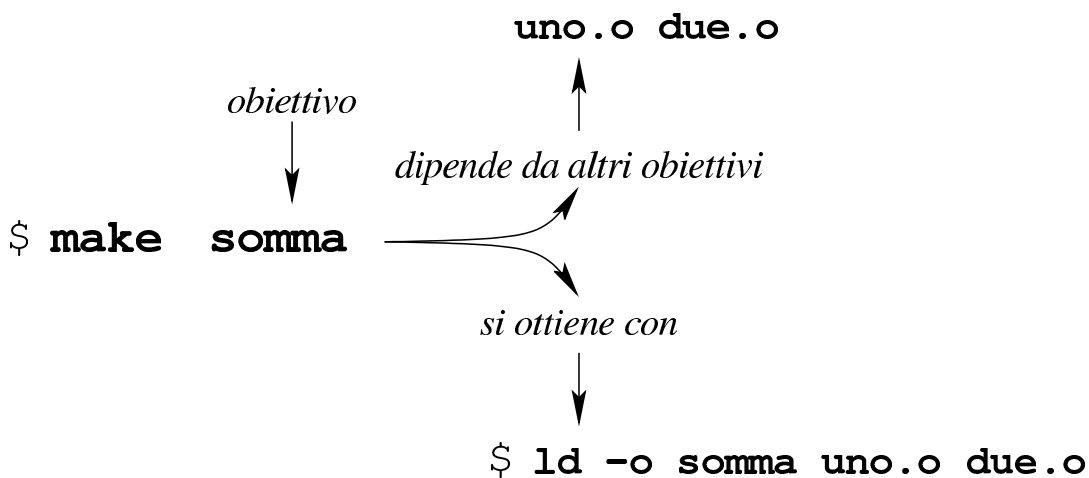 uno.o due.o
obiettivo
dipende da altri obiettivi
$ make somma
si ottiene con
$ ld -o somma uno.o due.o